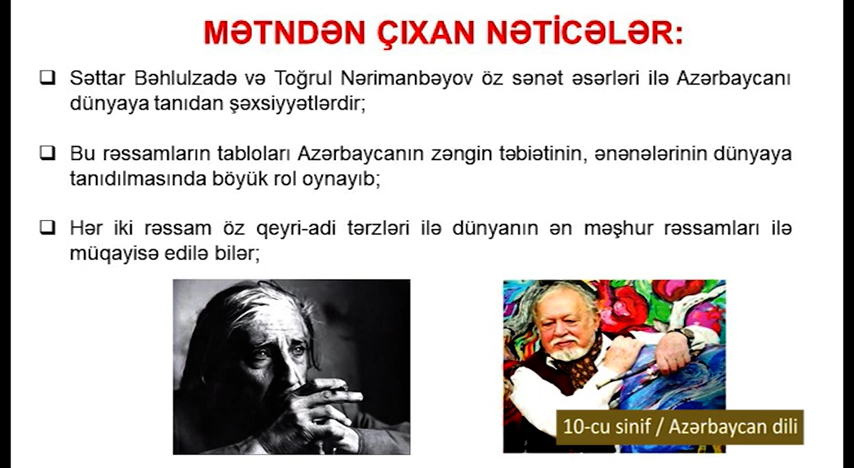 MƏTNDƏN ÇIXAN NƏTİCƏLƏR:
Səttar Bəhlulzadə və Toğrul Nərimanbəyov öz sənət əsərləri ilə Azərbaycanı
dünyaya tanıdan şəxsiyyətlərdir;
Bu rəssamların tabloları Azərbaycanın zəngin təbiətinin, ənənələrinin dünyaya
tanıdılmasında böyük rol oynayıb;
Hər iki rəssam öz qeyri-adi tərzləri ilə dünyanın ən məşhur rəssamları ilə
müqayisə edilə bilər;
10-cu sinif / Azərbaycan dili